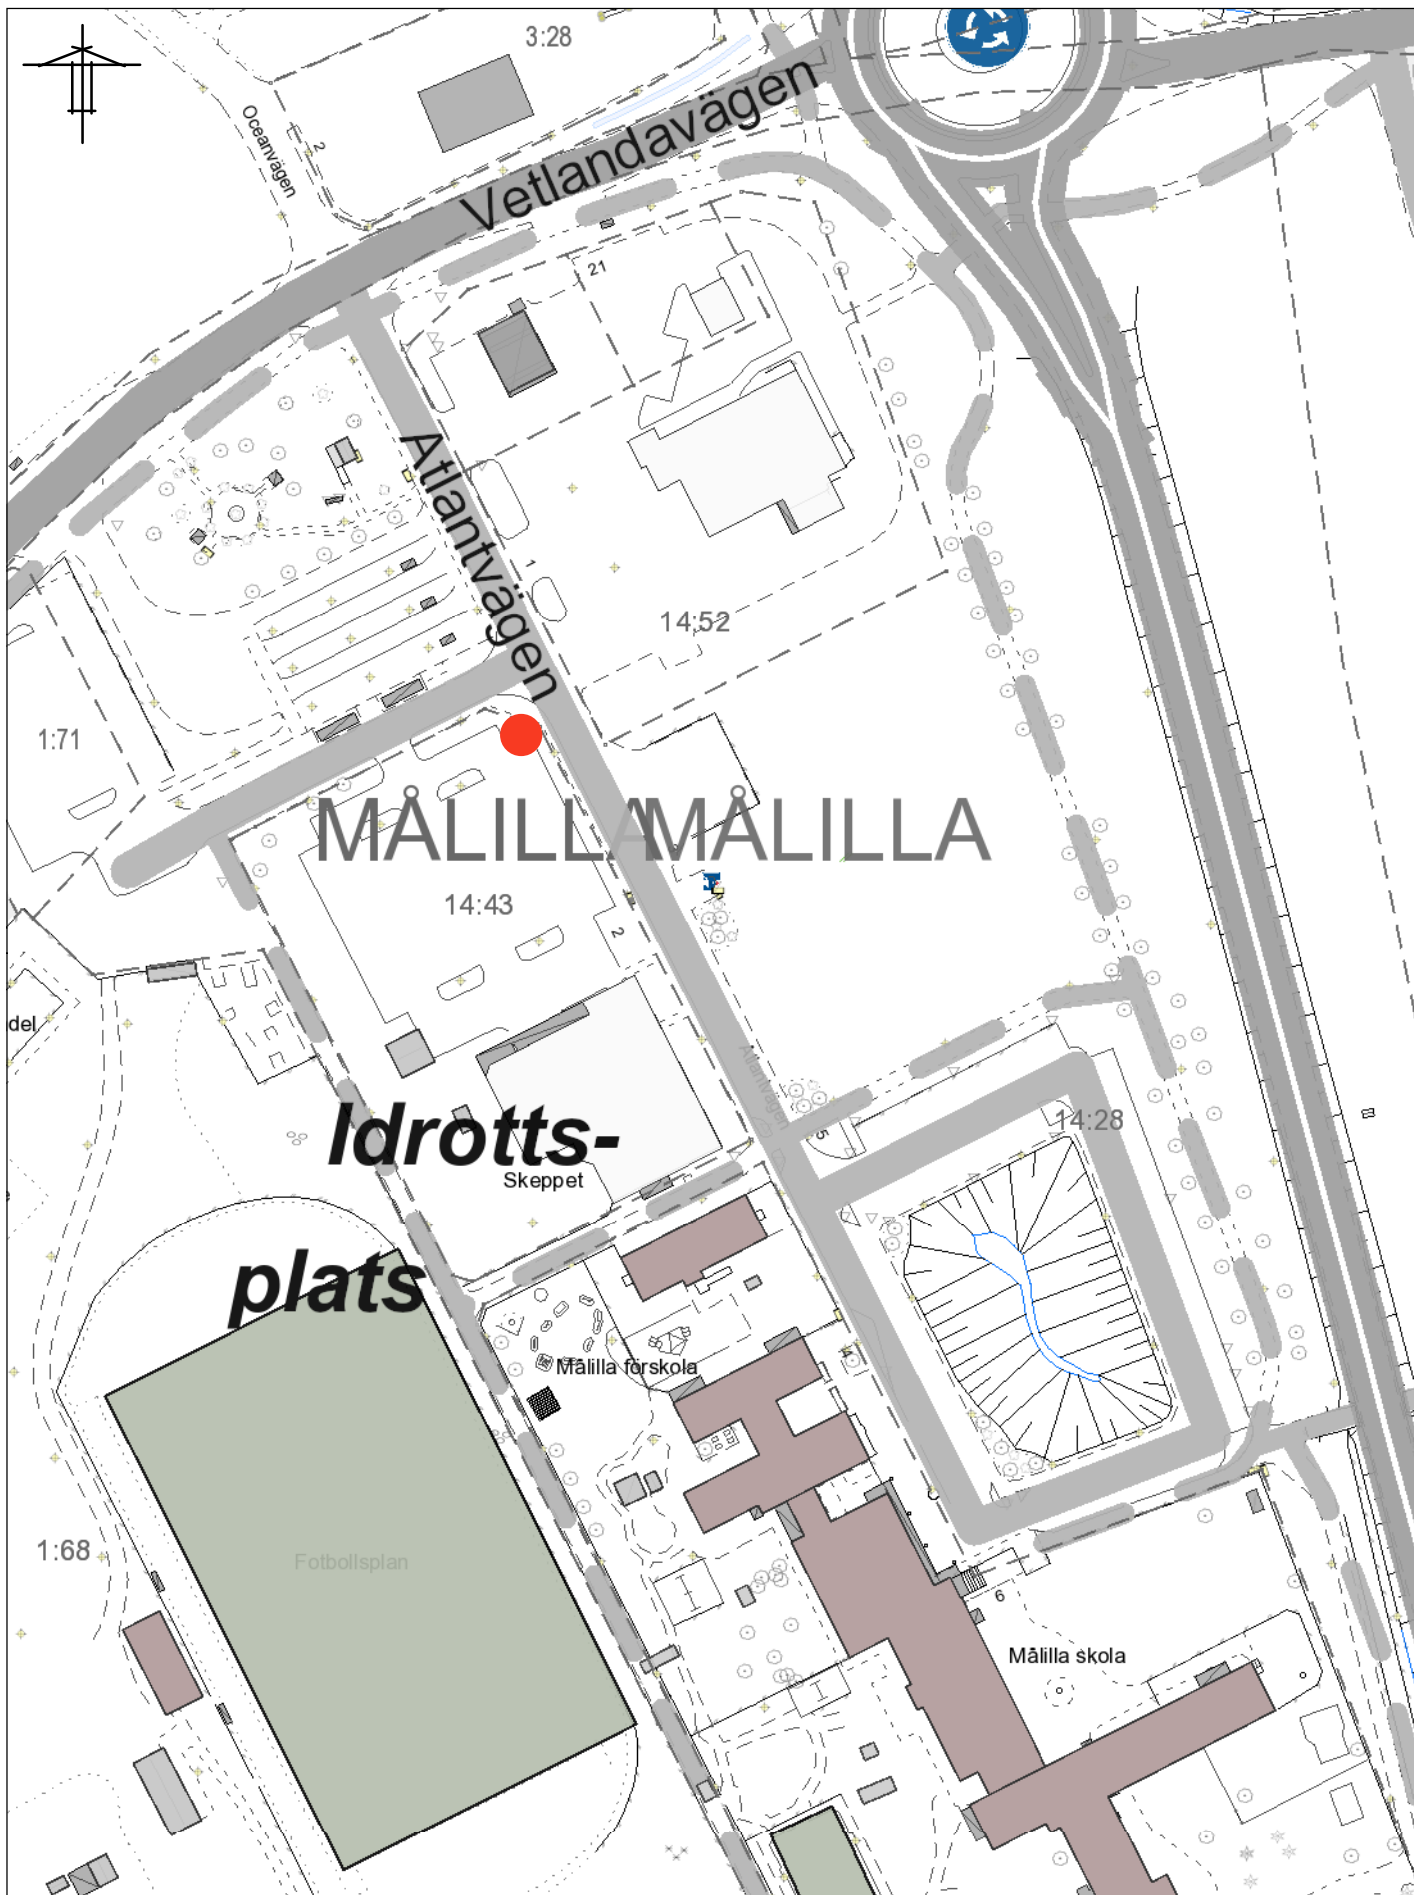 3:28
Oceanvägen
2
Vetlandavägen
21
Atlantvägen
1
14:52
1:71
MÅLILLA
MÅLILLA
14:43
2
del
Atlantvägen
14:28
5
Idrotts-
Skeppet
plats
Målilla förskola
4
1:68
Fotbollsplan
6
Målilla skola